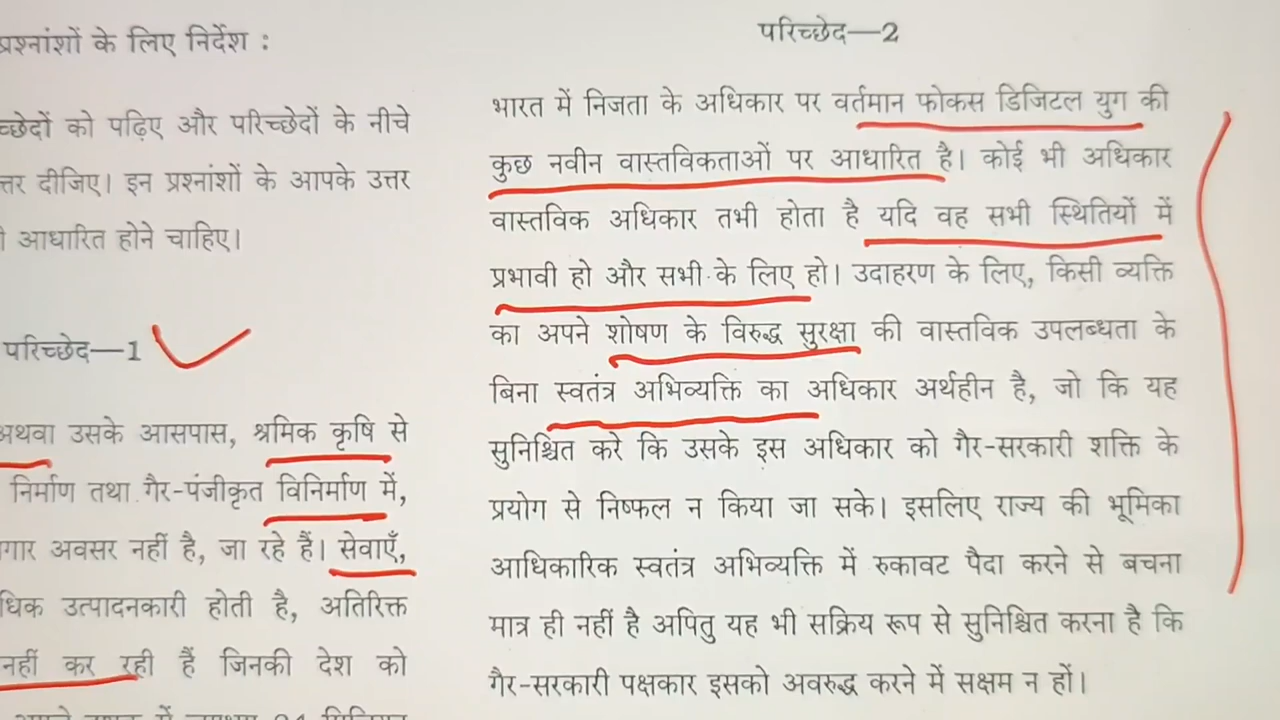 प्रश्नांशों के लिए निर्देश :
च्छेदों को पढ़िए और परिच्छेदों के नीचे
त्तर दीजिए। इन प्रश्नांशों के आपके उत्तर
आधारित होने चाहिए।
परिच्छेद—1
अथवा उसके आसपास, श्रमिक कृषि से
निर्माण तथा गैर-पंजीकृत विनिर्माण में,
गार अवसर नहीं है, जा रहे हैं। सेवाएँ,
धिक उत्पादनकारी होती है, अतिरिक्त
नहीं कर रही हैं जिनकी देश को
परिच्छेद—2
भारत में निजता के अधिकार पर वर्तमान फोकस डिजिटल युग की
कुछ नवीन वास्तविकताओं पर आधारित है। कोई भी अधिकार
वास्तविक अधिकार तभी होता है यदि वह सभी स्थितियों में
प्रभावी हो और सभी के लिए हो। उदाहरण के लिए, किसी व्यक्ति
का अपने शोषण के विरुद्ध सुरक्षा की वास्तविक उपलब्धता के
बिना स्वतंत्र अभिव्यक्ति का अधिकार अर्थहीन है, जो कि यह
सुनिश्चित करे कि उसके इस अधिकार को गैर-सरकारी शक्ति के
प्रयोग से निष्फल न किया जा सके। इसलिए राज्य की भूमिका
आधिकारिक स्वतंत्र अभिव्यक्ति में रुकावट पैदा करने से बचना
मात्र ही नहीं है अपितु यह भी सक्रिय रूप से सुनिश्चित करना है कि
गैर-सरकारी पक्षकार इसको अवरुद्ध करने में सक्षम न हों।